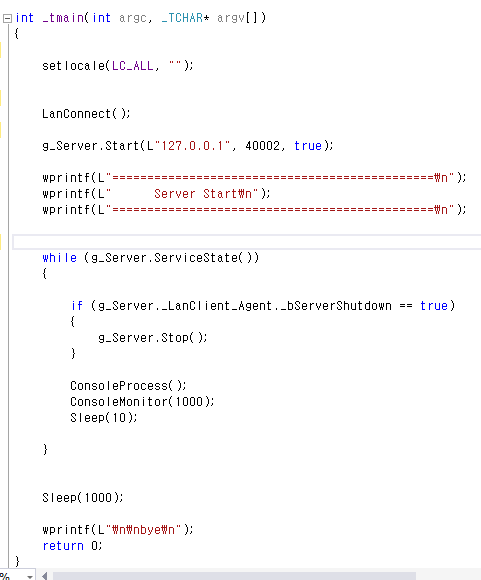 int _tmain(int argc, _TCHAR* argv[])
{
setlocale(LC_ALL, "");
LanConnect();
g_Server.Start(L"127.0.0.1", 40002, true);
wprintf(L"==============================================₩n");
wprintf(L"      Server Start₩n");
wprintf(L"==============================================₩n");
while (g_Server.ServiceState())
{
if (g_Server._LanClient_Agent._bServerShutdown == true)
{
g_Server.Stop();
}
ConsoleProcess();
ConsoleMonitor(1000);
Sleep(10);
}
Sleep(1000);
wprintf(L"₩n₩nbye₩n");
return 0;
}
%